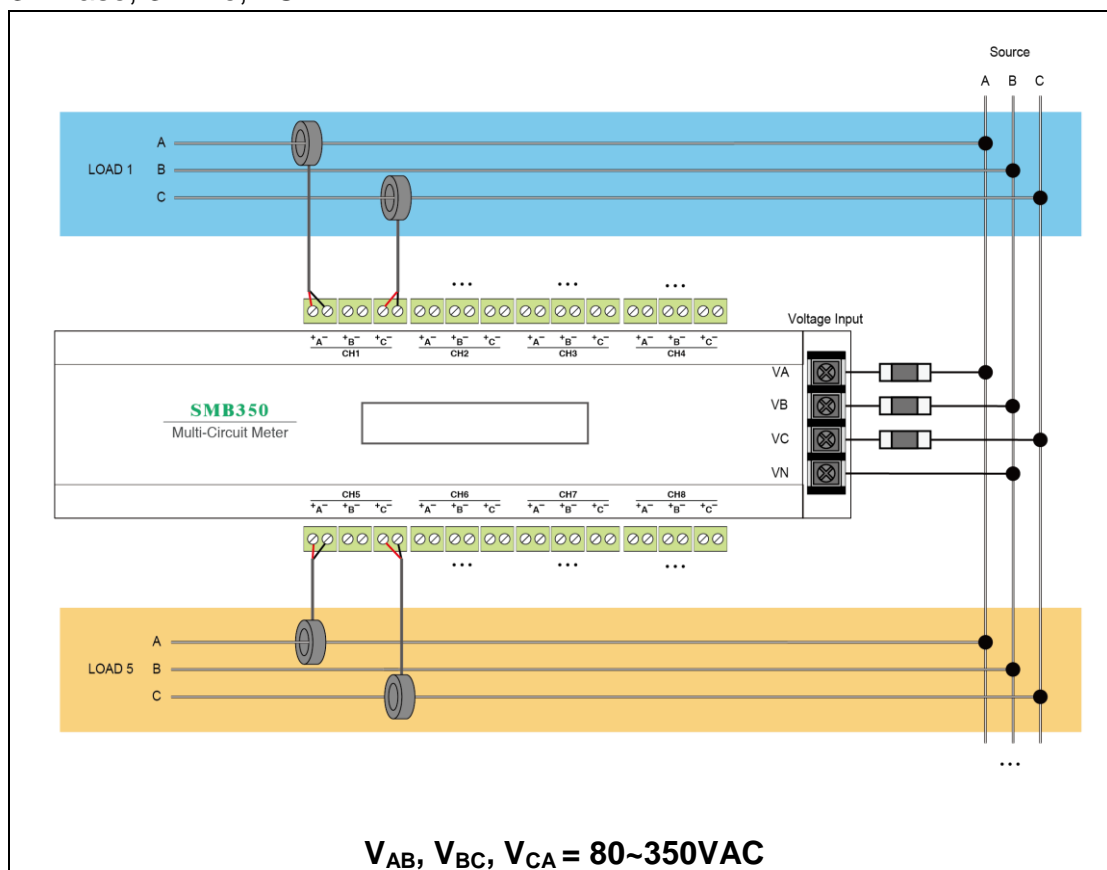 Source
A B C
A
LOAD 1 B
C
... ... ...
Voltage Input
+A- +B- +C- +A- +B- +C- +A- +B- +C- +A- +B- +C-
CH1 CH2 CH3 CH4
VA
SMB350
VB
Multi-Circuit Meter
VC
VN
CH5 CH6 CH7 CH8
+A- +B- +C- +A- +B- +C- +A- +B- +C- +A- +B- +C-
... ... ...
A
LOAD 5 B
C
...
VAB, VBC, VCA = 80~350VAC